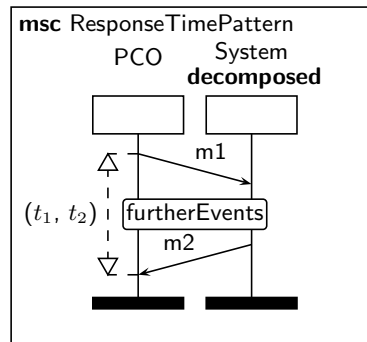 msc ResponseTimePattern
PCO
System
decomposed
m1
(t₁, t₂)
furtherEvents
m2